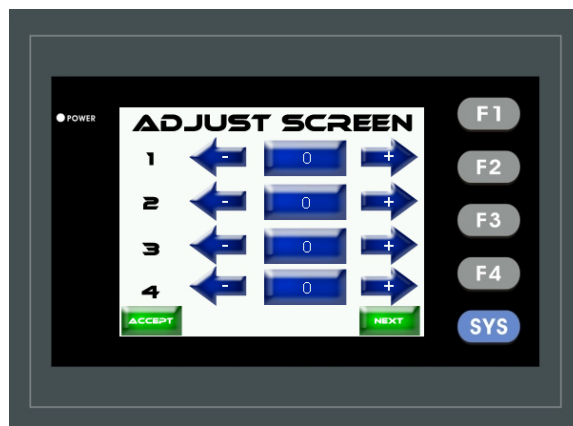 POWER
ADJUST SCREEN
1 - 0 +
2 - 0 +
3 - 0 +
4 - 0 +
ACCEPT NEXT
F1
F2
F3
F4
SYS